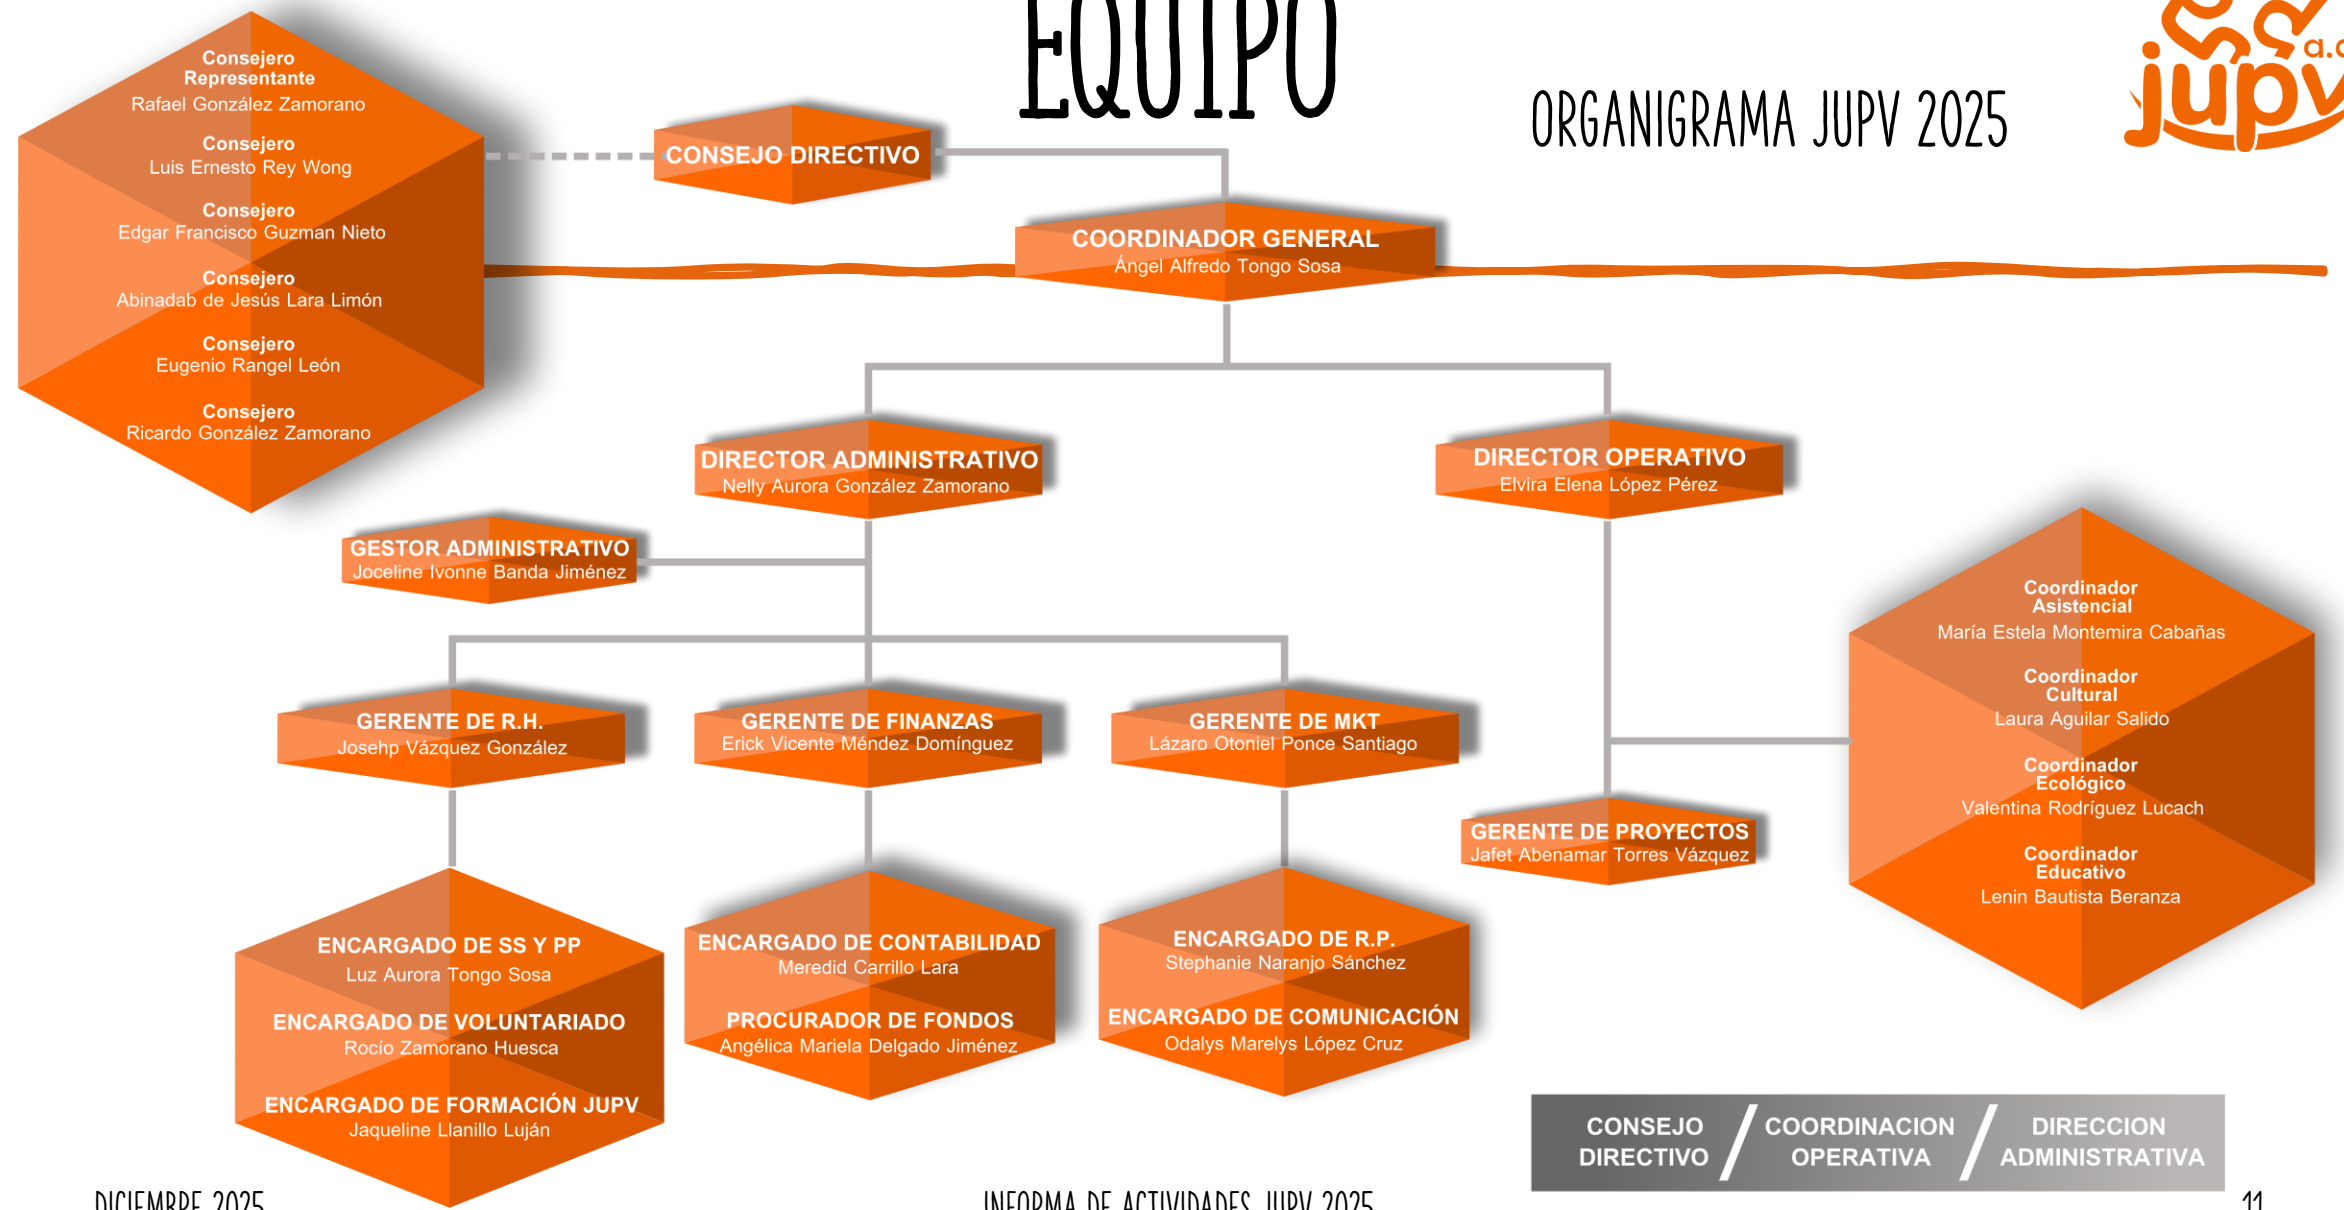 EQUIPO
ORGANIGRAMA JUPV 2025
jupv
Consejero
Representante
Rafael González Zamorano
Consejero
Luis Ernesto Rey Wong
Consejero
Edgar Francisco Guzman Nieto
Consejero
Abinadab de Jesús Lara Limón
Consejero
Eugenio Rangel León
Consejero
Ricardo González Zamorano
CONSEJO DIRECTIVO
COORDINADOR GENERAL
Ángel Alfredo Tongo Sosa
DIRECTOR ADMINISTRATIVO
Nelly Aurora González Zamorano
DIRECTOR OPERATIVO
Elvira Elena López Pérez
GESTOR ADMINISTRATIVO
Joceline Ivonne Banda Jiménez
GERENTE DE R.H.
Josehp Vázquez González
GERENTE DE FINANZAS
Erick Vicente Méndez Domínguez
GERENTE DE MKT
Lázaro Otoniel Ponce Santiago
GERENTE DE PROYECTOS
Jafet Abenamar Torres Vázquez
Coordinador
Asistencial
María Estela Montemira Cabañas
Coordinador
Cultural
Laura Aguilar Salido
Coordinador
Ecológico
Valentina Rodríguez Lucach
Coordinador
Educativo
Lenin Bautista Beranza
ENCARGADO DE SS Y PP
Luz Aurora Tongo Sosa
ENCARGADO DE VOLUNTARIADO
Rocío Zamorano Huesca
ENCARGADO DE FORMACIÓN JUPV
Jaqueline Llanillo Luján
ENCARGADO DE CONTABILIDAD
Meredid Carrillo Lara
PROCURADOR DE FONDOS
Angélica Mariela Delgado Jiménez
ENCARGADO DE R.P.
Stephanie Naranjo Sánchez
ENCARGADO DE COMUNICACIÓN
Odalys Marelys López Cruz
CONSEJO DIRECTIVO / COORDINACION OPERATIVA / DIRECCION ADMINISTRATIVA
DICIEMBRE 2025
INFORMA DE ACTIVIDADES JUPV 2025
11